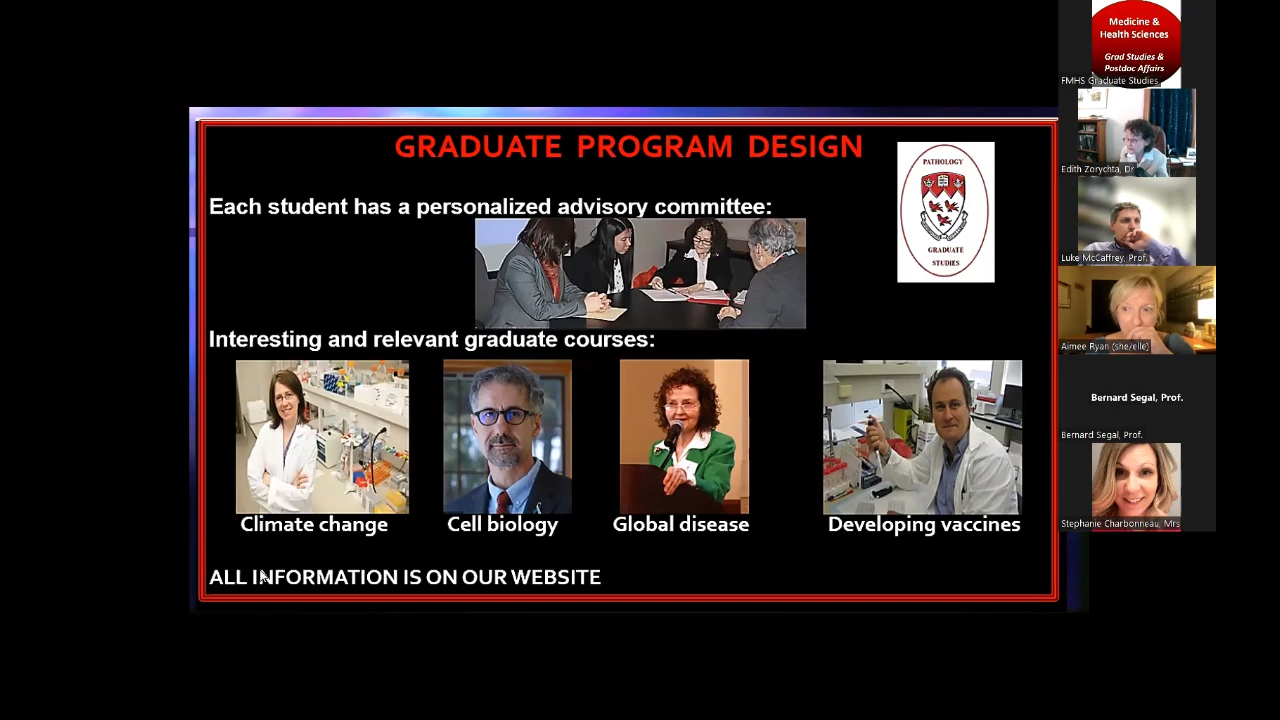 GRADUATE PROGRAM DESIGN
PATHOLOGY
GRADUATE
STUDIES
Each student has a personalized advisory committee:
Interesting and relevant graduate courses:
Climate change
Cell biology
Global disease
Developing vaccines
ALL INFORMATION IS ON OUR WEBSITE
Medicine &
Health Sciences
Grad Studies &
Postdoc Affairs
FMHS Graduate Studies
Edith Zorychta, Dr
Luke McCaffrey, Prof.
Aimee Ryan (she/elle)
Bernard Segal, Prof.
Bernard Segal, Prof.
Stephanie Charbonneau, Mrs